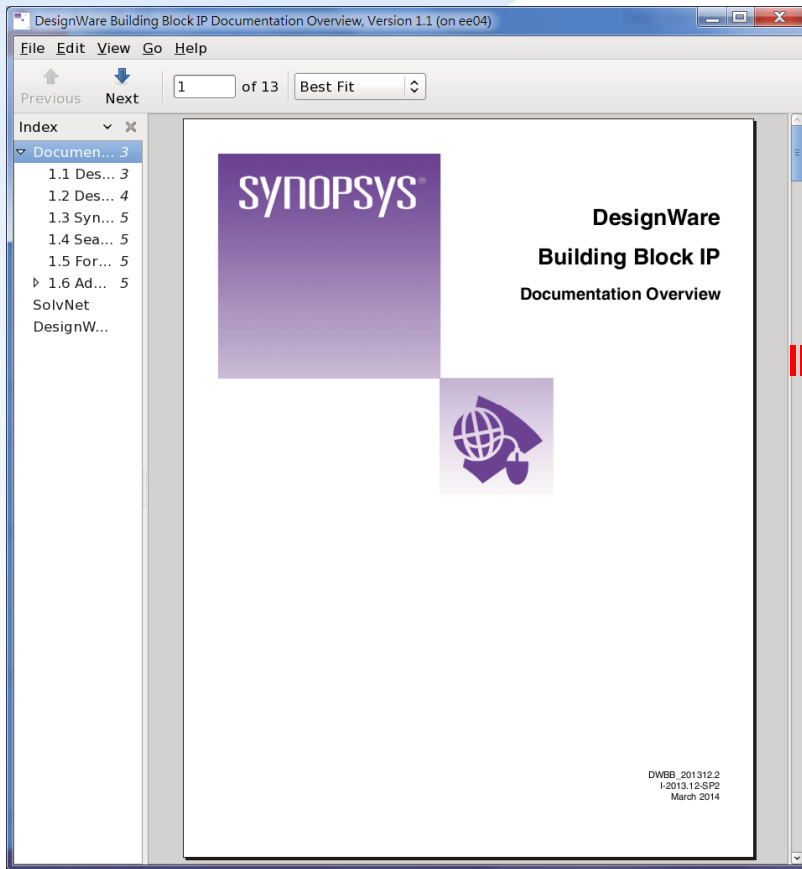 DesignWare Building Block IP Documentation Overview, Version 1.1 (on ee04)
File Edit View Go Help
Previous Next 1 of 13 Best Fit
Index
Documen... 3
1.1 Des... 3
1.2 Des... 4
1.3 Syn... 5
1.4 Sea... 5
1.5 For... 5
1.6 Ad... 5
SolvNet
DesignW...
SYNOPSYS®
DesignWare
Building Block IP
Documentation Overview
DWBB_201312.2
I-2013.12-SP2
March 2014